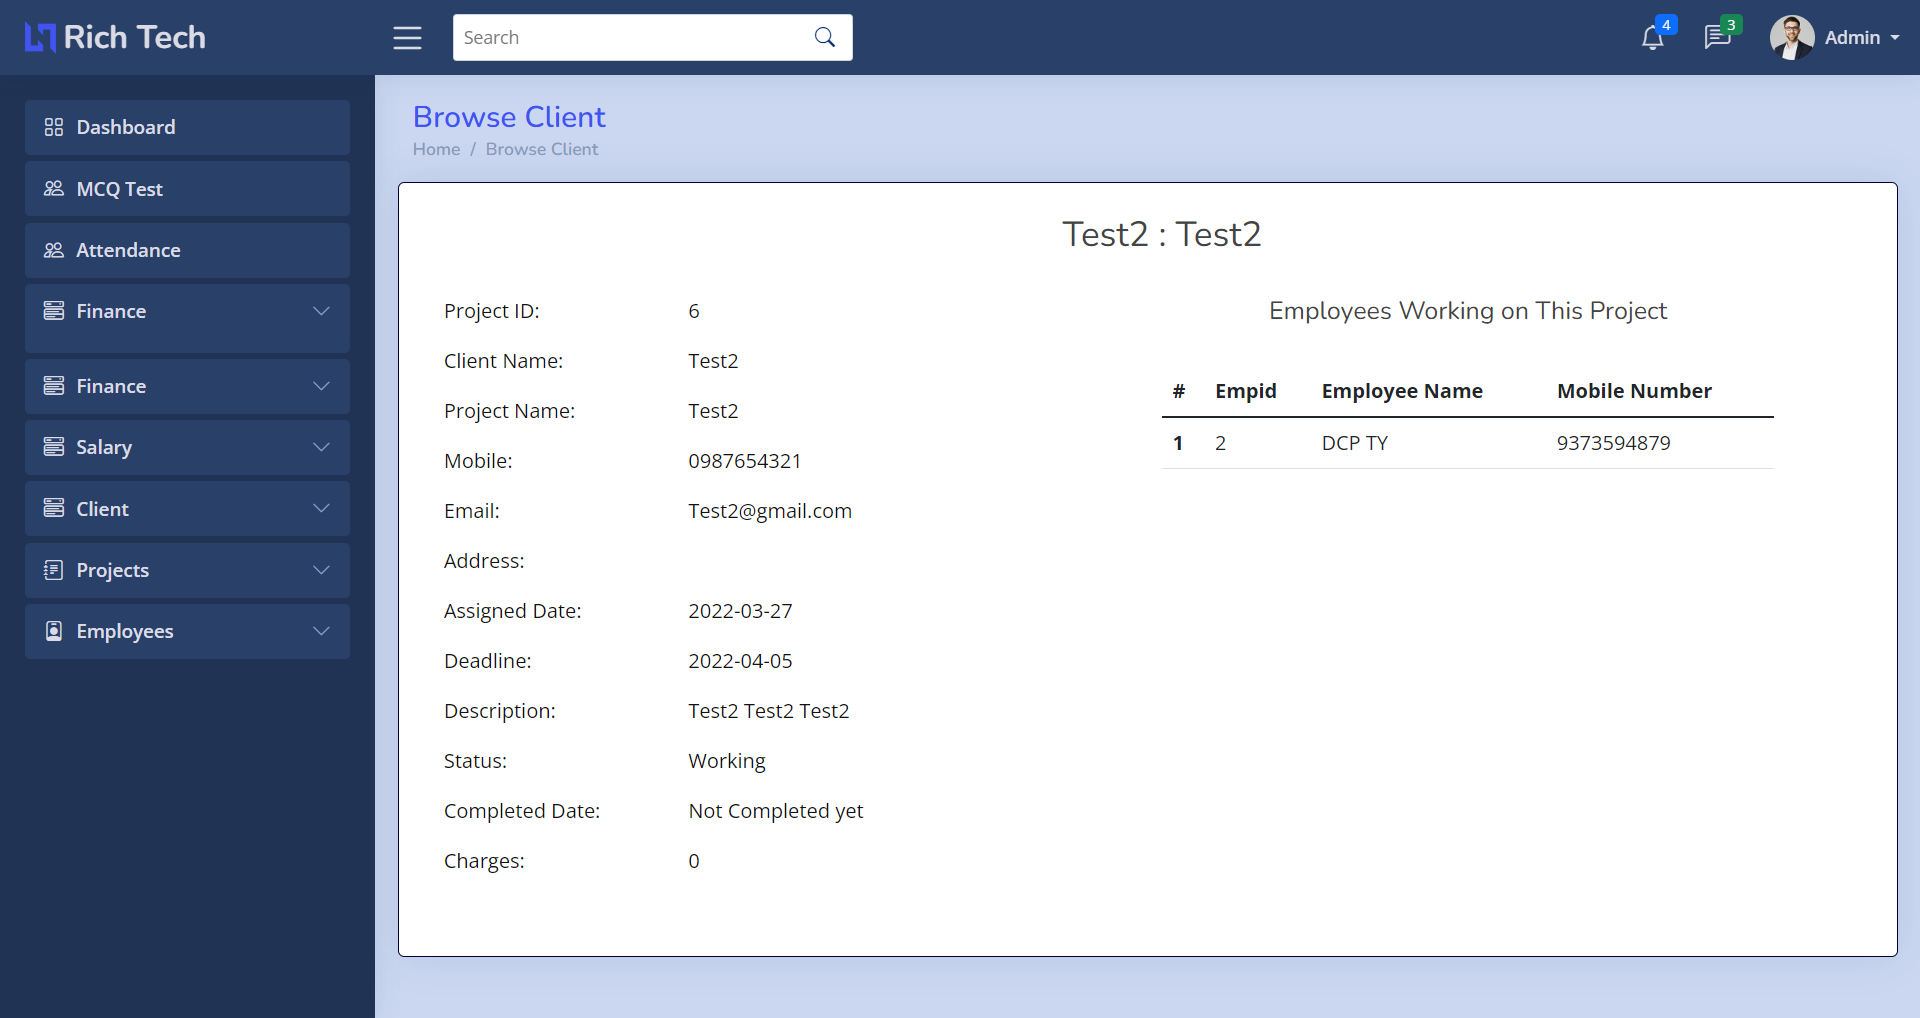 Rich Tech
Search
4
3
Admin
Dashboard
MCQ Test
Attendance
Finance
Finance
Salary
Client
Projects
Employees
Browse Client
Home / Browse Client
Test2 : Test2
Project ID: 6
Client Name: Test2
Project Name: Test2
Mobile: 0987654321
Email: Test2@gmail.com
Address:
Assigned Date: 2022-03-27
Deadline: 2022-04-05
Description: Test2 Test2 Test2
Status: Working
Completed Date: Not Completed yet
Charges: 0
Employees Working on This Project
# Empid Employee Name Mobile Number
1 2 DCP TY 9373594879